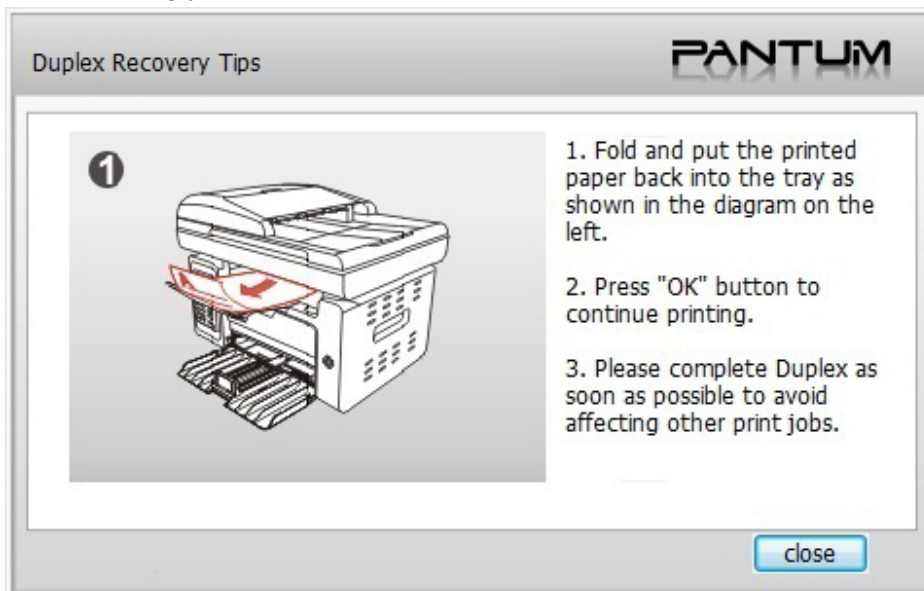 Duplex Recovery Tips
PANTUM
1
1. Fold and put the printed
paper back into the tray as
shown in the diagram on the
left.
2. Press "OK" button to
continue printing.
3. Please complete Duplex as
soon as possible to avoid
affecting other print jobs.
close